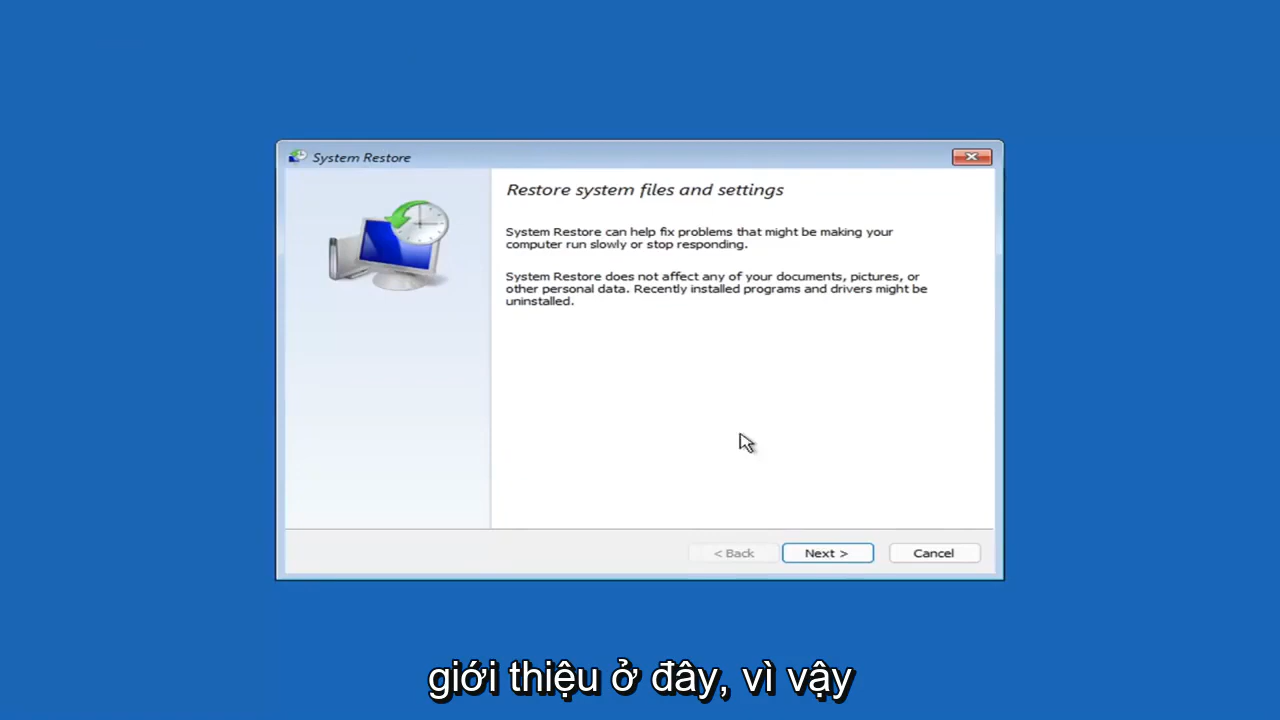 System Restore
Restore system files and settings
System Restore can help fix problems that might be making your
computer run slowly or stop responding.
System Restore does not affect any of your documents, pictures, or
other personal data. Recently installed programs and drivers might be
uninstalled.
< Back
Next >
Cancel
giới thiệu ở đây, vì vậy